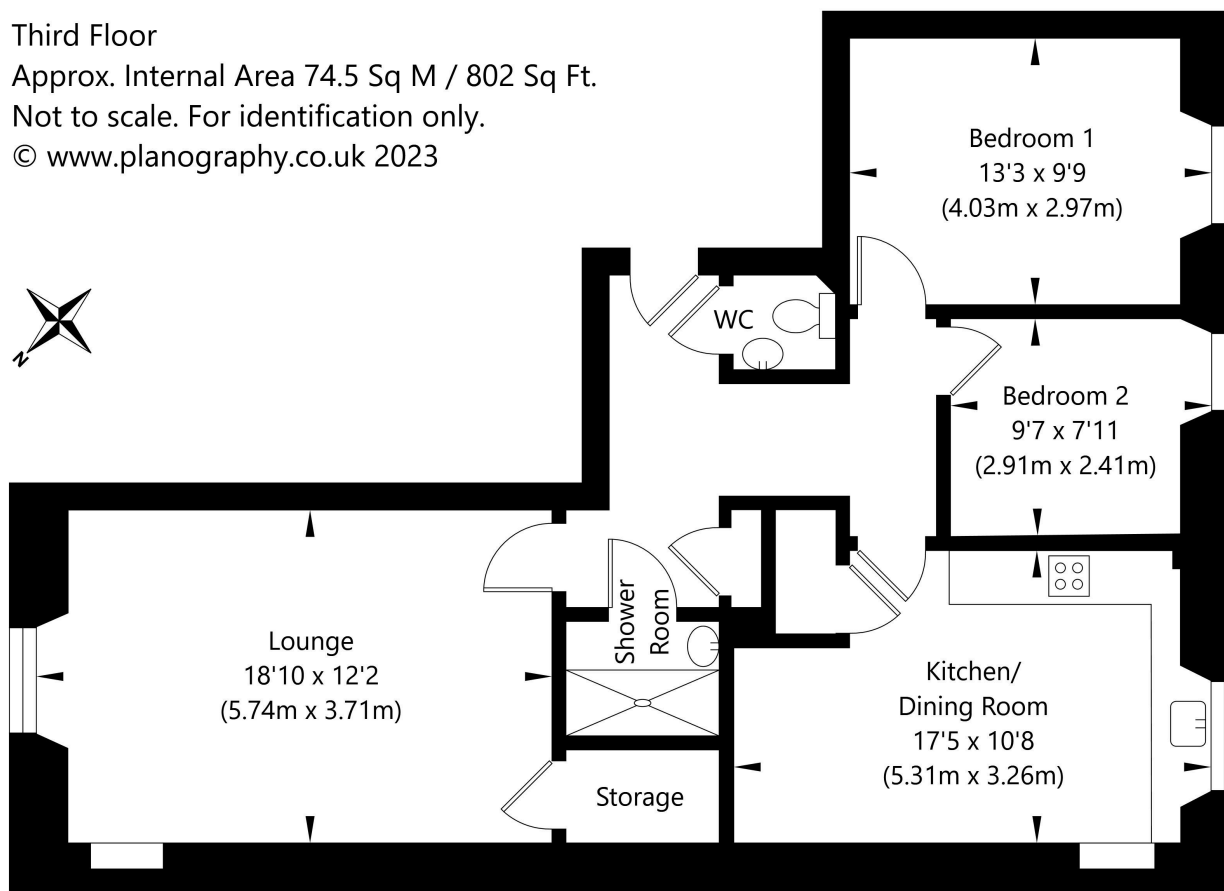 Third Floor
Approx. Internal Area 74.5 Sq M / 802 Sq Ft.
Not to scale. For identification only.
© www.planography.co.uk 2023
Bedroom 1
13'3 x 9'9
(4.03m x 2.97m)
N
WC
Bedroom 2
9'7 x 7'11
(2.91m x 2.41m)
Lounge
18'10 x 12'2
(5.74m x 3.71m)
Shower
Room
Kitchen/
Dining Room
17'5 x 10'8
(5.31m x 3.26m)
Storage